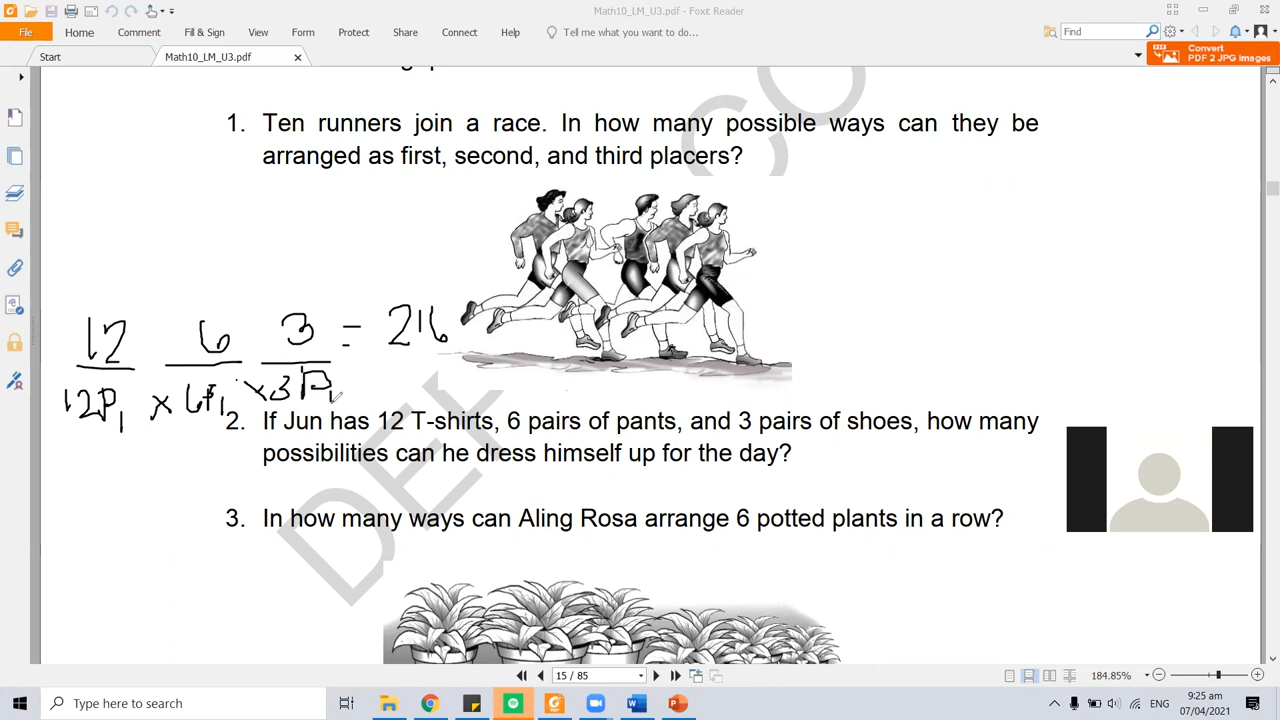 Math10_LM_U3.pdf - Foxit Reader
File Home Comment Fill & Sign View Form Protect Share Connect Help Tell me what you want to do... Find
Start Math10_LM_U3.pdf Convert
PDF 2 JPG Images
1. Ten runners join a race. In how many possible ways can they be
arranged as first, second, and third placers?
12 6 3 = 216
12P1 × 6P1 × 3P1
2. If Jun has 12 T-shirts, 6 pairs of pants, and 3 pairs of shoes, how many
possibilities can he dress himself up for the day?
3. In how many ways can Aling Rosa arrange 6 potted plants in a row?
15 / 85 184.85%
Type here to search ENG 9:25 am
07/04/2021